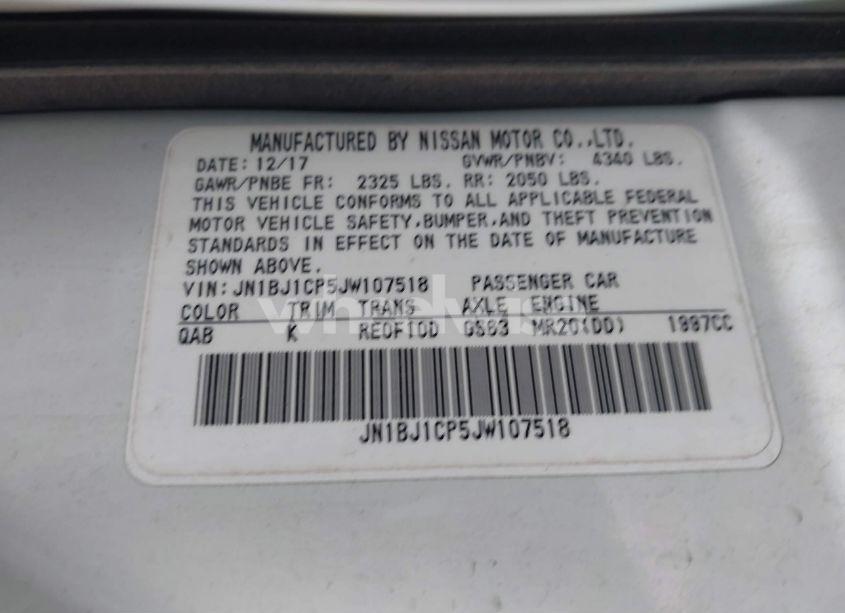 MANUFACTURED BY NISSAN MOTOR CO.,LTD.
DATE: 12/17 GVWR/PNBV: 4340 LBS.
GAWR/PNBE FR: 2325 LBS. RR: 2050 LBS.
THIS VEHICLE CONFORMS TO ALL APPLICABLE FEDERAL
MOTOR VEHICLE SAFETY,BUMPER,AND THEFT PREVENTION
STANDARDS IN EFFECT ON THE DATE OF MANUFACTURE
SHOWN ABOVE.
VIN:JN1BJ1CP5JW107518 PASSENGER CAR
COLOR TRIM TRANS AXLE ENGINE
QAB K RE0F10D GS63 MR20(DD) 1997CC
JN1BJ1CP5JW107518